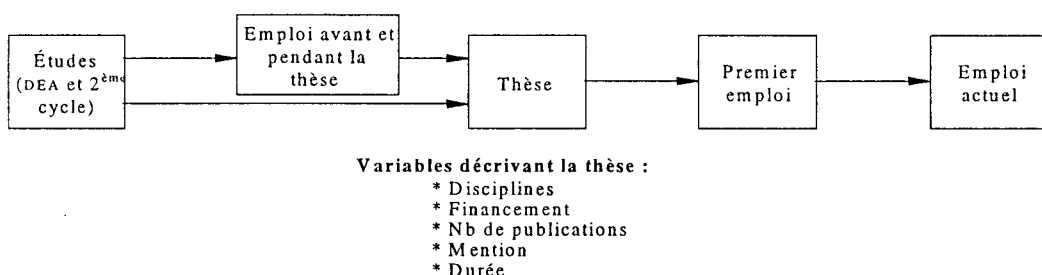 Études
(DEA et 2ème
cycle)
Emploi avant et
pendant la
thèse
Thèse
Premier
emploi
Emploi
actuel
Variables décrivant la thèse :
* Disciplines
* Financement
* Nb de publications
* Mention
* Durée